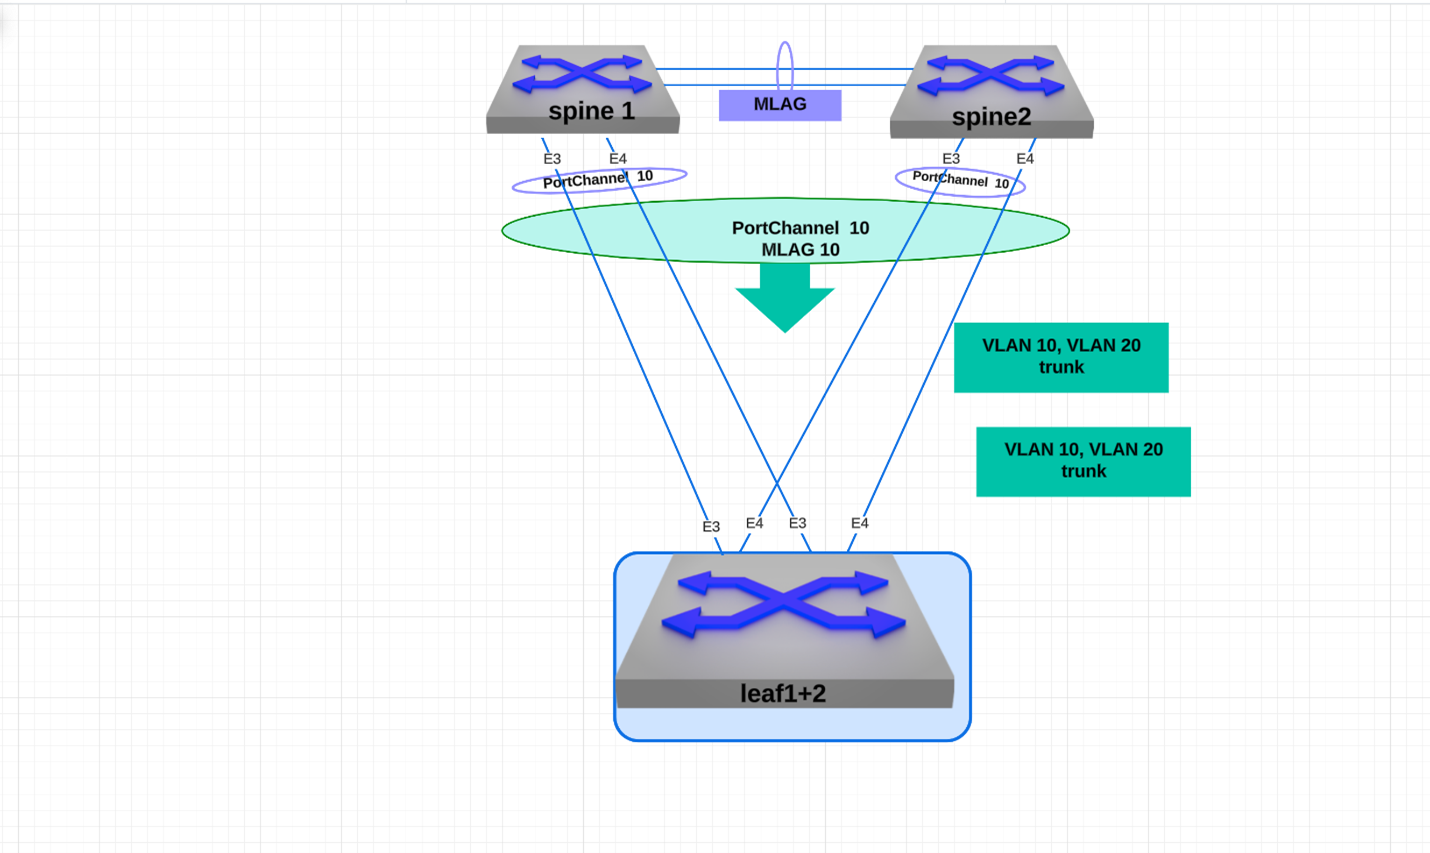 MLAG
spine 1
spine2
E3
E4
E3
E4
PortChannel 10
PortChannel 10
PortChannel 10
MLAG 10
VLAN 10, VLAN 20
trunk
VLAN 10, VLAN 20
trunk
E3
E4
E3
E4
leaf1+2